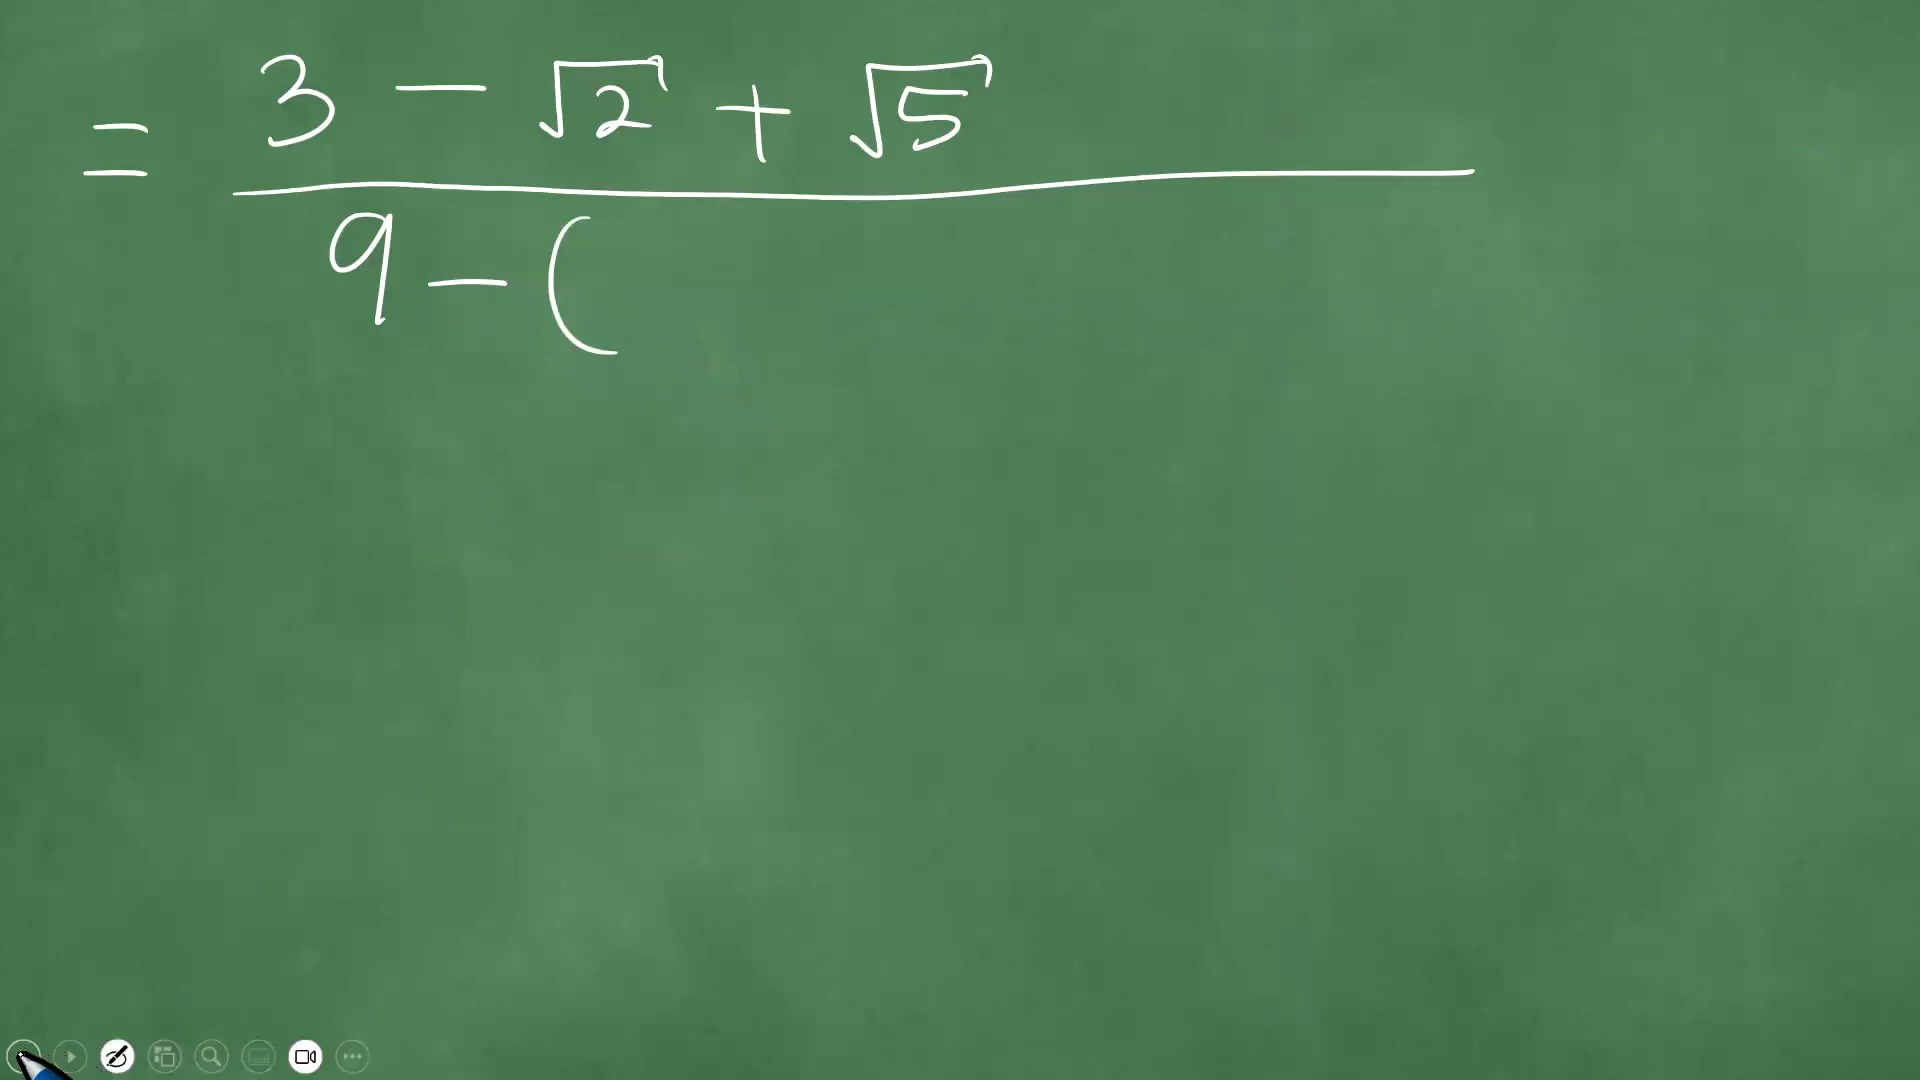 = 3 - √2 + √5
9 - (